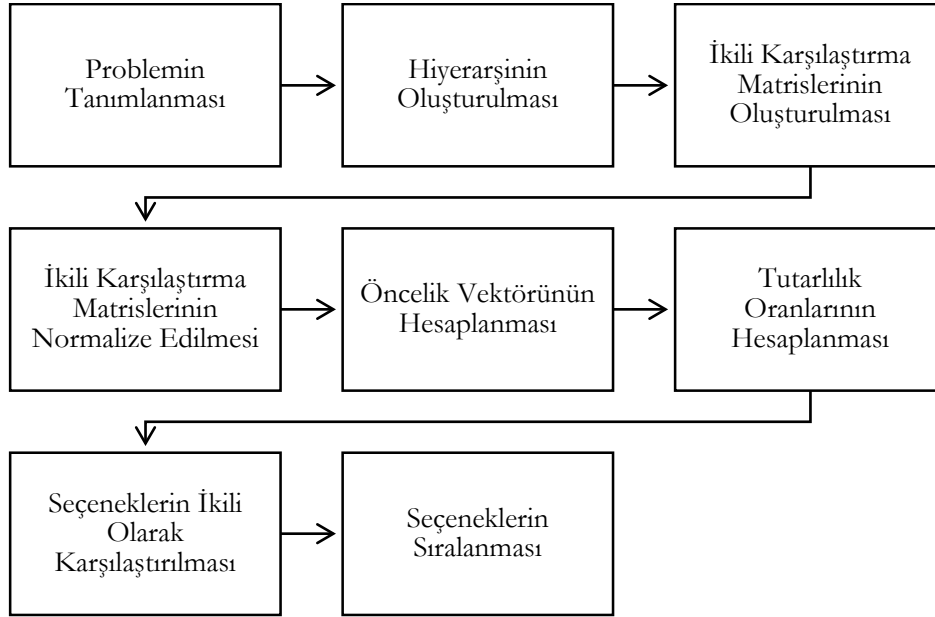 Problemin
Tanımlanması
Hiyerarşinin
Oluşturulması
İkili Karşılaştırma
Matrislerinin
Oluşturulması
İkili Karşılaştırma
Matrislerinin
Normalize Edilmesi
Öncelik Vektörünün
Hesaplanması
Tutarlılık
Oranlarının
Hesaplanması
Seçeneklerin İkili
Olarak
Karşılaştırılması
Seçeneklerin
Sıralanması